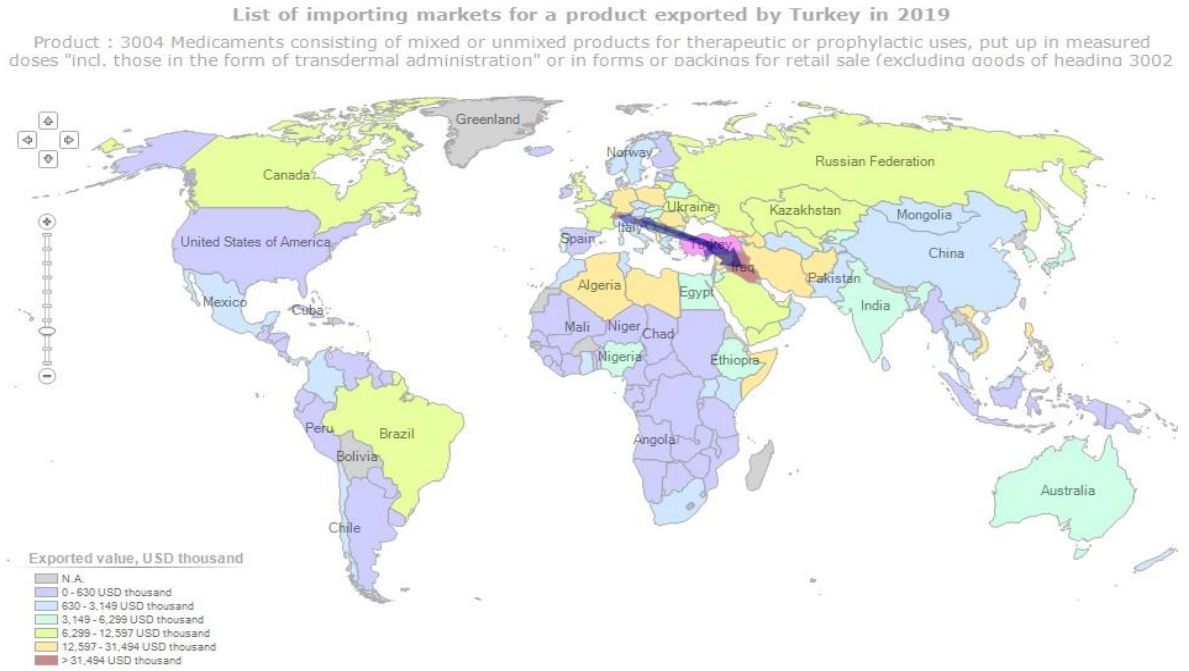 List of importing markets for a product exported by Turkey in 2019
Product : 3004 Medicaments consisting of mixed or unmixed products for therapeutic or prophylactic uses, put up in measured
doses "incl. those in the form of transdermal administration" or in forms or packings for retail sale (excluding goods of heading 3002
Greenland
Norway
Russian Federation
Canada
Ukraine
Kazakhstan
Mongolia
United States of America
Spain
Italy
Turkey
China
Iraq
Pakistan
Algeria
Egypt
Mexico
Cuba
India
Mali
Niger
Chad
Nigeria
Ethiopia
Peru
Brazil
Angola
Bolivia
Australia
Chile
Exported value, USD thousand
N.A.
0 - 630 USD thousand
630 - 3,149 USD thousand
3,149 - 6,299 USD thousand
6,299 - 12,597 USD thousand
12,597 - 31,494 USD thousand
> 31,494 USD thousand